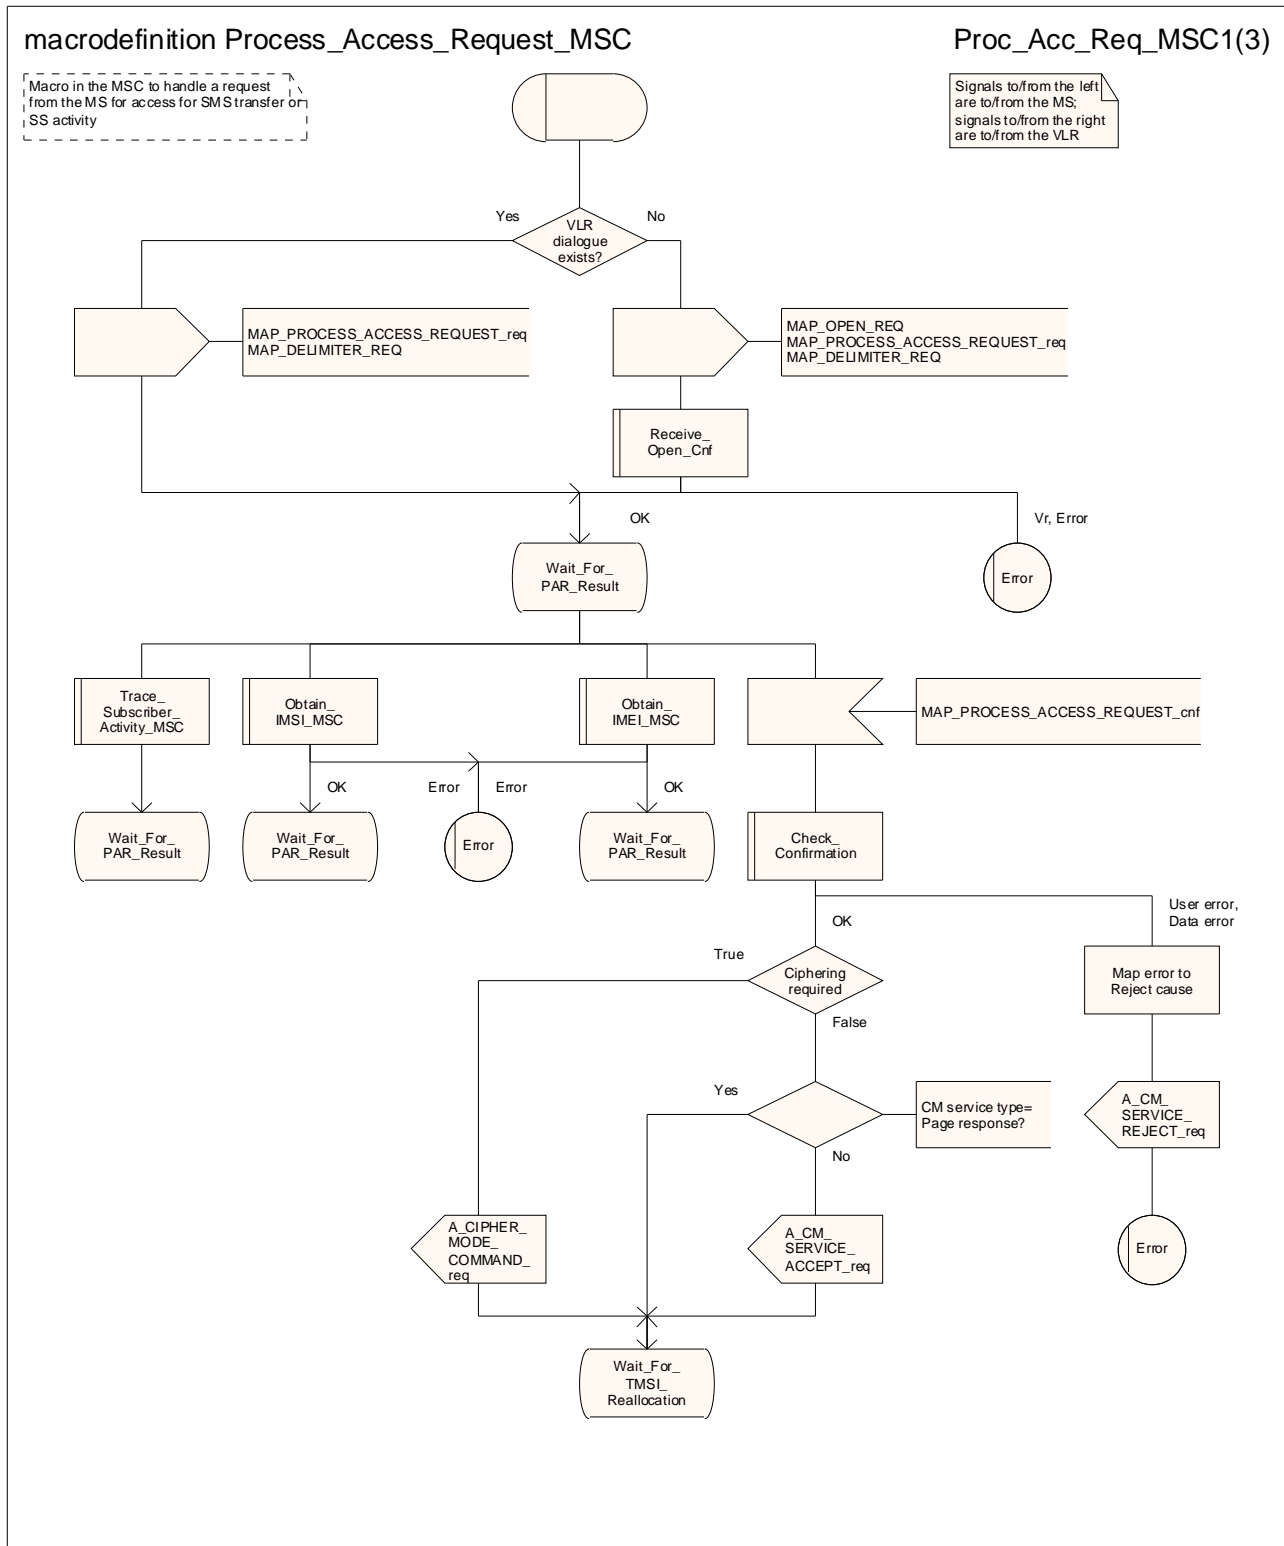 macrodefinition Process_Access_Request_MSC
Proc_Acc_Req_MSC1(3)
Macro in the MSC to handle a request
from the MS for access for SMS transfer or
SS activity
Signals to/from the left
are to/from the MS;
signals to/from the right
are to/from the VLR
Yes
No
VLR
dialogue
exists?
MAP_PROCESS_ACCESS_REQUEST_req
MAP_DELIMITER_REQ
MAP_OPEN_REQ
MAP_PROCESS_ACCESS_REQUEST_req
MAP_DELIMITER_REQ
Receive_
Open_Cnf
OK
Vr, Error
Wait_For_
PAR_Result
Error
Trace_
Subscriber_
Activity_MSC
Obtain_
IMSI_MSC
Obtain_
IMEI_MSC
MAP_PROCESS_ACCESS_REQUEST_cnf
OK
Error
Error
OK
Wait_For_
PAR_Result
Wait_For_
PAR_Result
Error
Wait_For_
PAR_Result
Check_
Confirmation
OK
User error,
Data error
True
Ciphering
required
Map error to
Reject cause
False
Yes
CM service type=
Page response?
A_CM_
SERVICE_
REJECT_req
No
A_CIPHER_
MODE_
COMMAND_
req
A_CM_
SERVICE_
ACCEPT_req
Error
Wait_For_
TMSI_
Reallocation